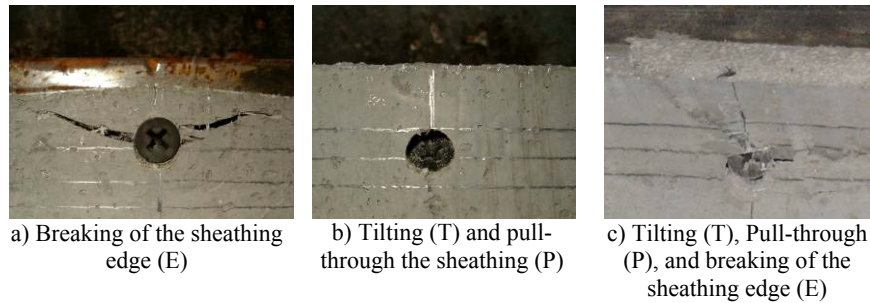 a) Breaking of the sheathing
edge (E)
b) Tilting (T) and pull-
through the sheathing (P)
c) Tilting (T), Pull-through
(P), and breaking of the
sheathing edge (E)